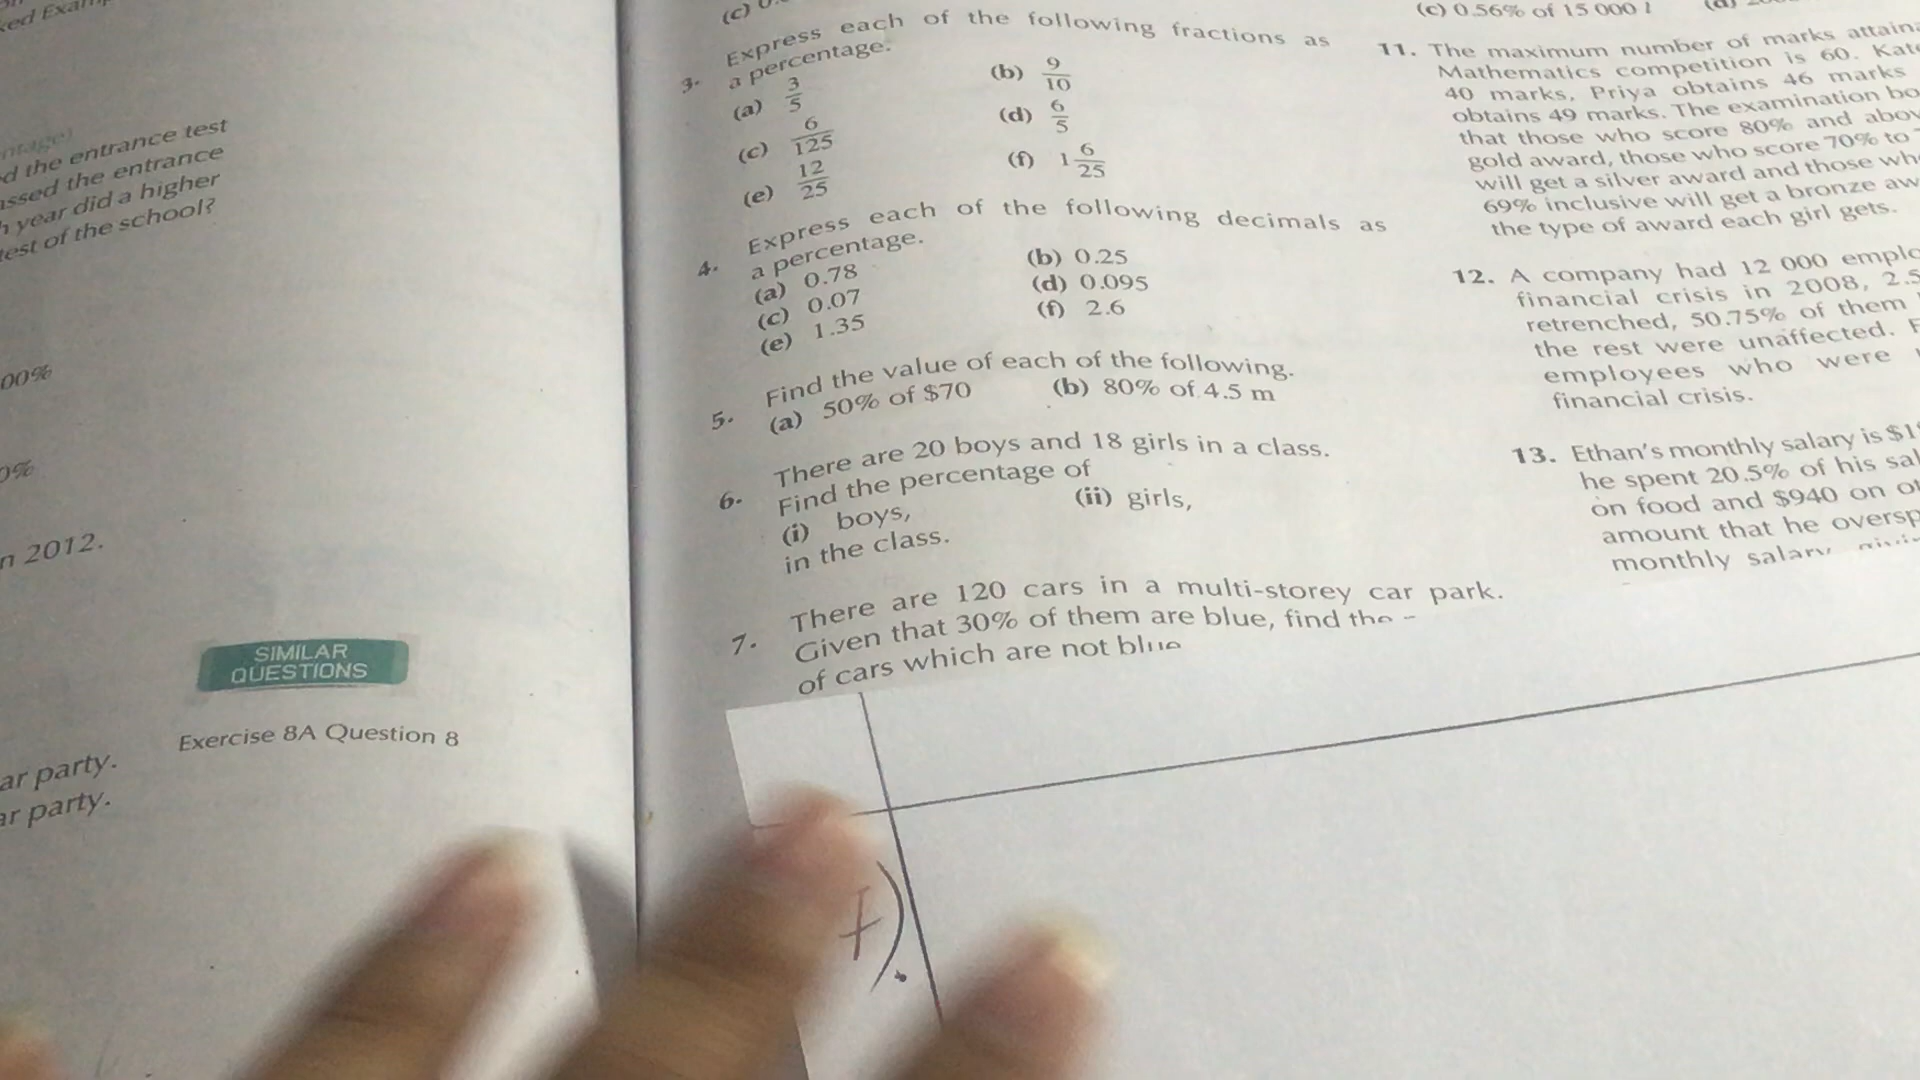 d the entrance test
ssed the entrance
year did a higher
test of the school?
00%
0%
n 2012.
SIMILAR
QUESTIONS
Exercise 8A Question 8
ar party.
ar party.
(c)
3. Express each of the following fractions as
a percentage.
(a) 3/5
(b) 9/10
(c) 6/125
(d) 6/5
(e) 12/25
(f) 1 6/25
4. Express each of the following decimals as
a percentage.
(a) 0.78
(b) 0.25
(c) 0.07
(d) 0.095
(e) 1.35
(f) 2.6
5. Find the value of each of the following.
(a) 50% of $70
(b) 80% of 4.5 m
6. There are 20 boys and 18 girls in a class.
Find the percentage of
(i) boys,
(ii) girls,
in the class.
7. There are 120 cars in a multi-storey car park.
Given that 30% of them are blue, find the
of cars which are not blue
(c) 0.56% of 15 000 l
11. The maximum number of marks attain
Mathematics competition is 60. Kate
40 marks, Priya obtains 46 marks
obtains 49 marks. The examination bo
that those who score 80% and abov
gold award, those who score 70% to
will get a silver award and those wh
69% inclusive will get a bronze aw
the type of award each girl gets.
12. A company had 12 000 emplo
financial crisis in 2008, 2.5
retrenched, 50.75% of them
the rest were unaffected. F
employees who were
financial crisis.
13. Ethan's monthly salary is $1
he spent 20.5% of his sal
on food and $940 on ot
amount that he oversp
monthly salary